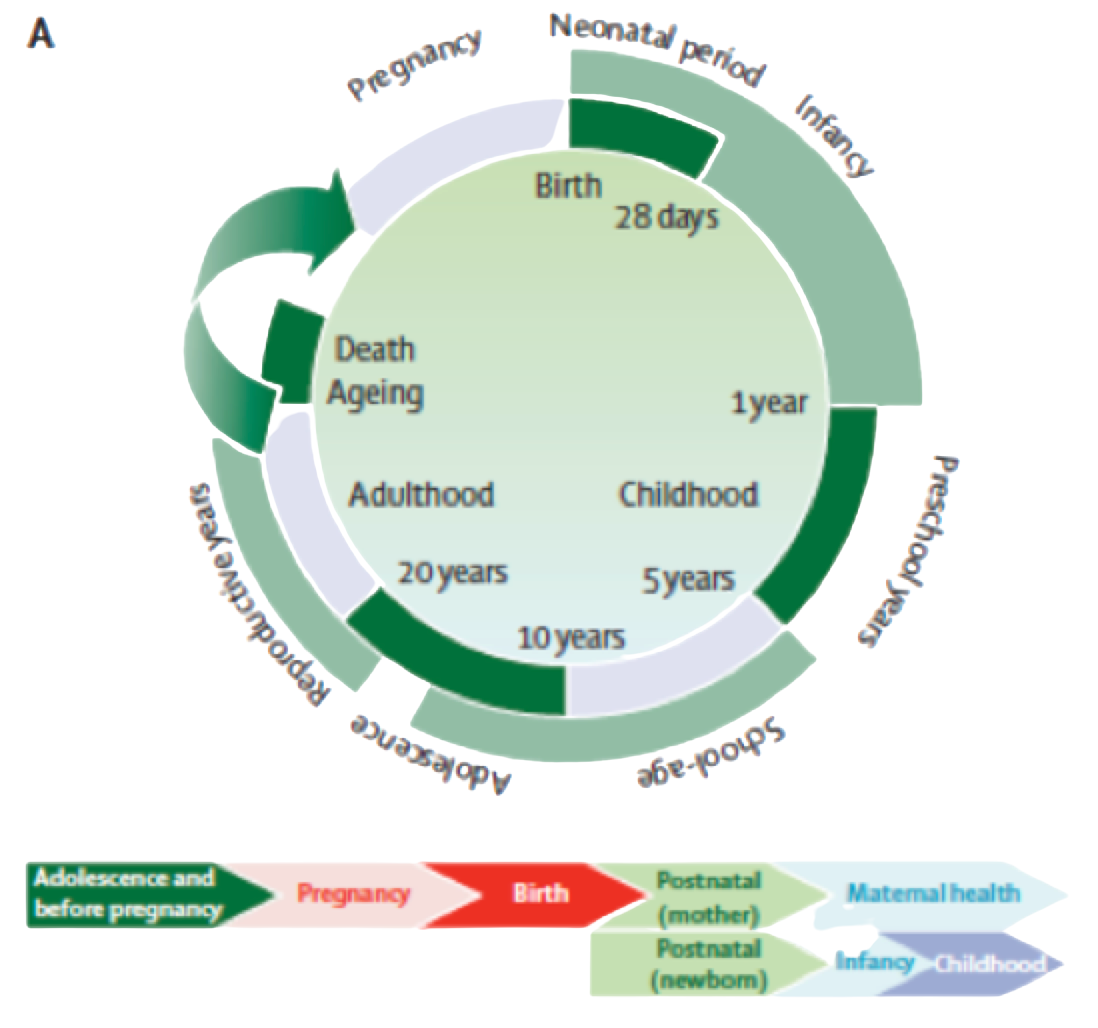 A
Pregnancy
Neonatal period
Infancy
Birth
28 days
Death
Ageing
1 year
Adulthood
Childhood
20 years
5 years
10 years
Preschool years
School-age
Adolescence
Reproductive years
Adolescence and
before pregnancy
Pregnancy
Birth
Postnatal
(mother)
Maternal health
Postnatal
(newborn)
Infancy
Childhood